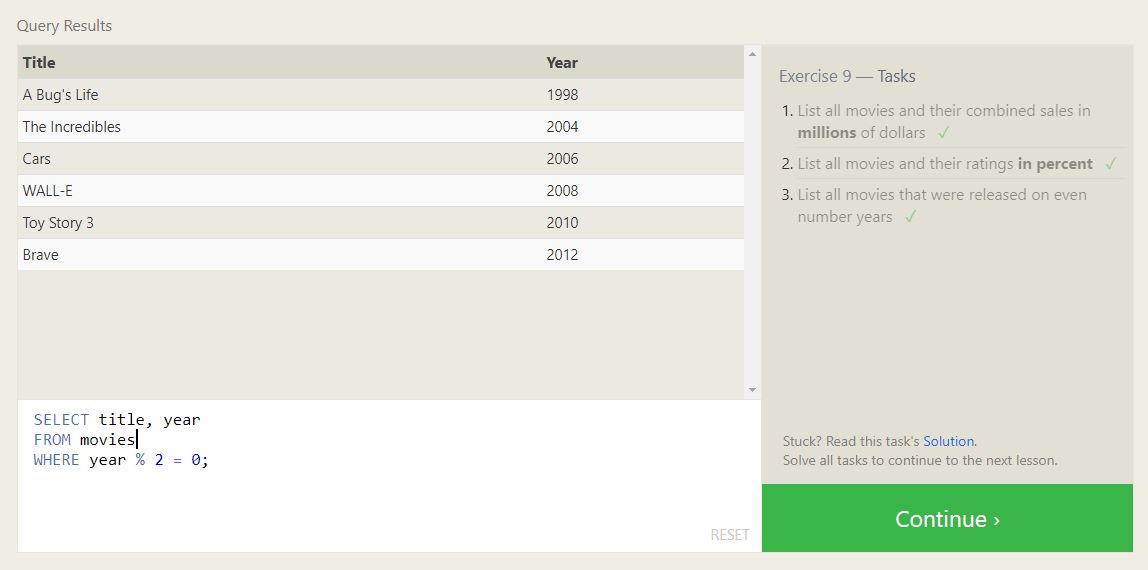 Query Results
Title Year
A Bug's Life 1998
The Incredibles 2004
Cars 2006
WALL-E 2008
Toy Story 3 2010
Brave 2012
SELECT title, year
FROM movies
WHERE year % 2 = 0;
RESET
Exercise 9 — Tasks
1. List all movies and their combined sales in
millions of dollars ✓
2. List all movies and their ratings in percent ✓
3. List all movies that were released on even
number years ✓
Stuck? Read this task's Solution.
Solve all tasks to continue to the next lesson.
Continue ›